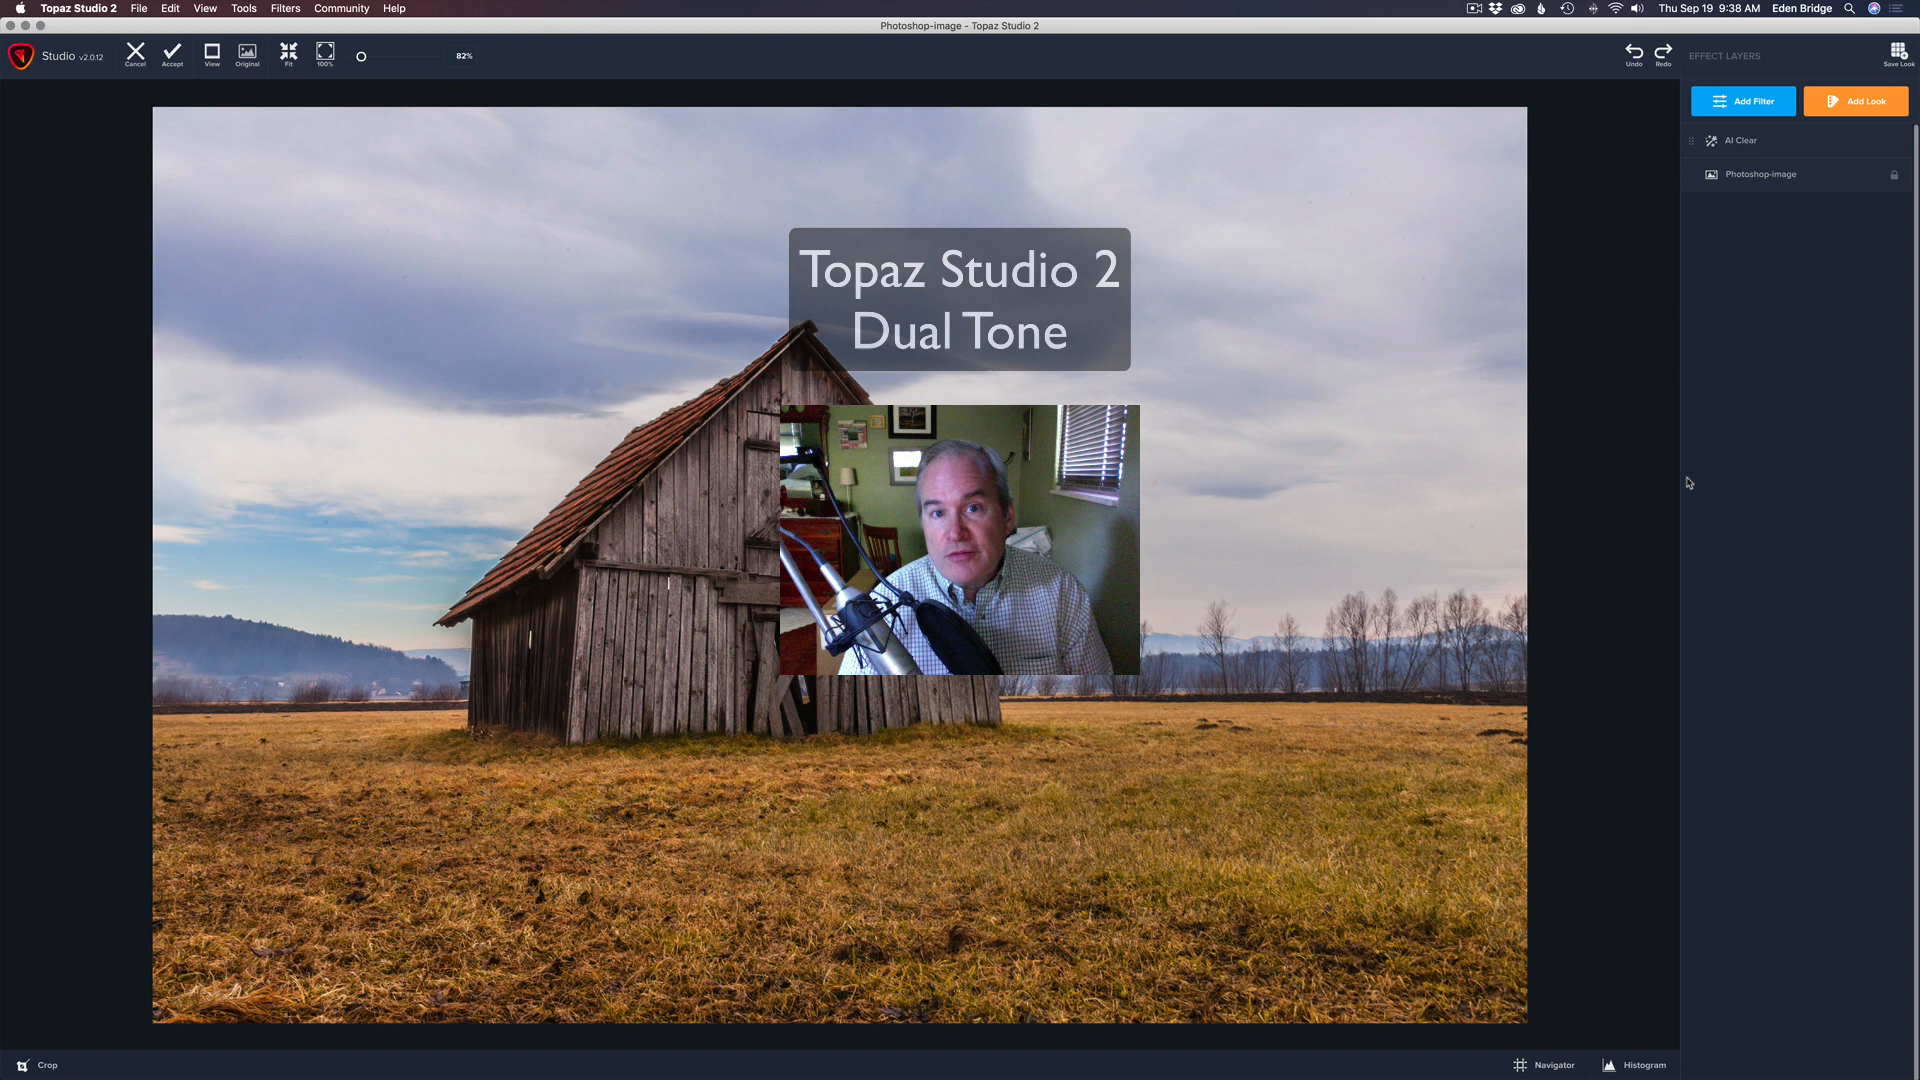 Topaz Studio 2 File Edit View Tools Filters Community Help Thu Sep 19 9:38 AM Eden Bridge
Photoshop-image - Topaz Studio 2
Studio v2.0.12 Cancel Accept View Original Fit 100% 82% Undo Redo EFFECT LAYERS Save Look
Add Filter Add Look
AI Clear
Photoshop-image
Topaz Studio 2
Dual Tone
Crop Navigator Histogram